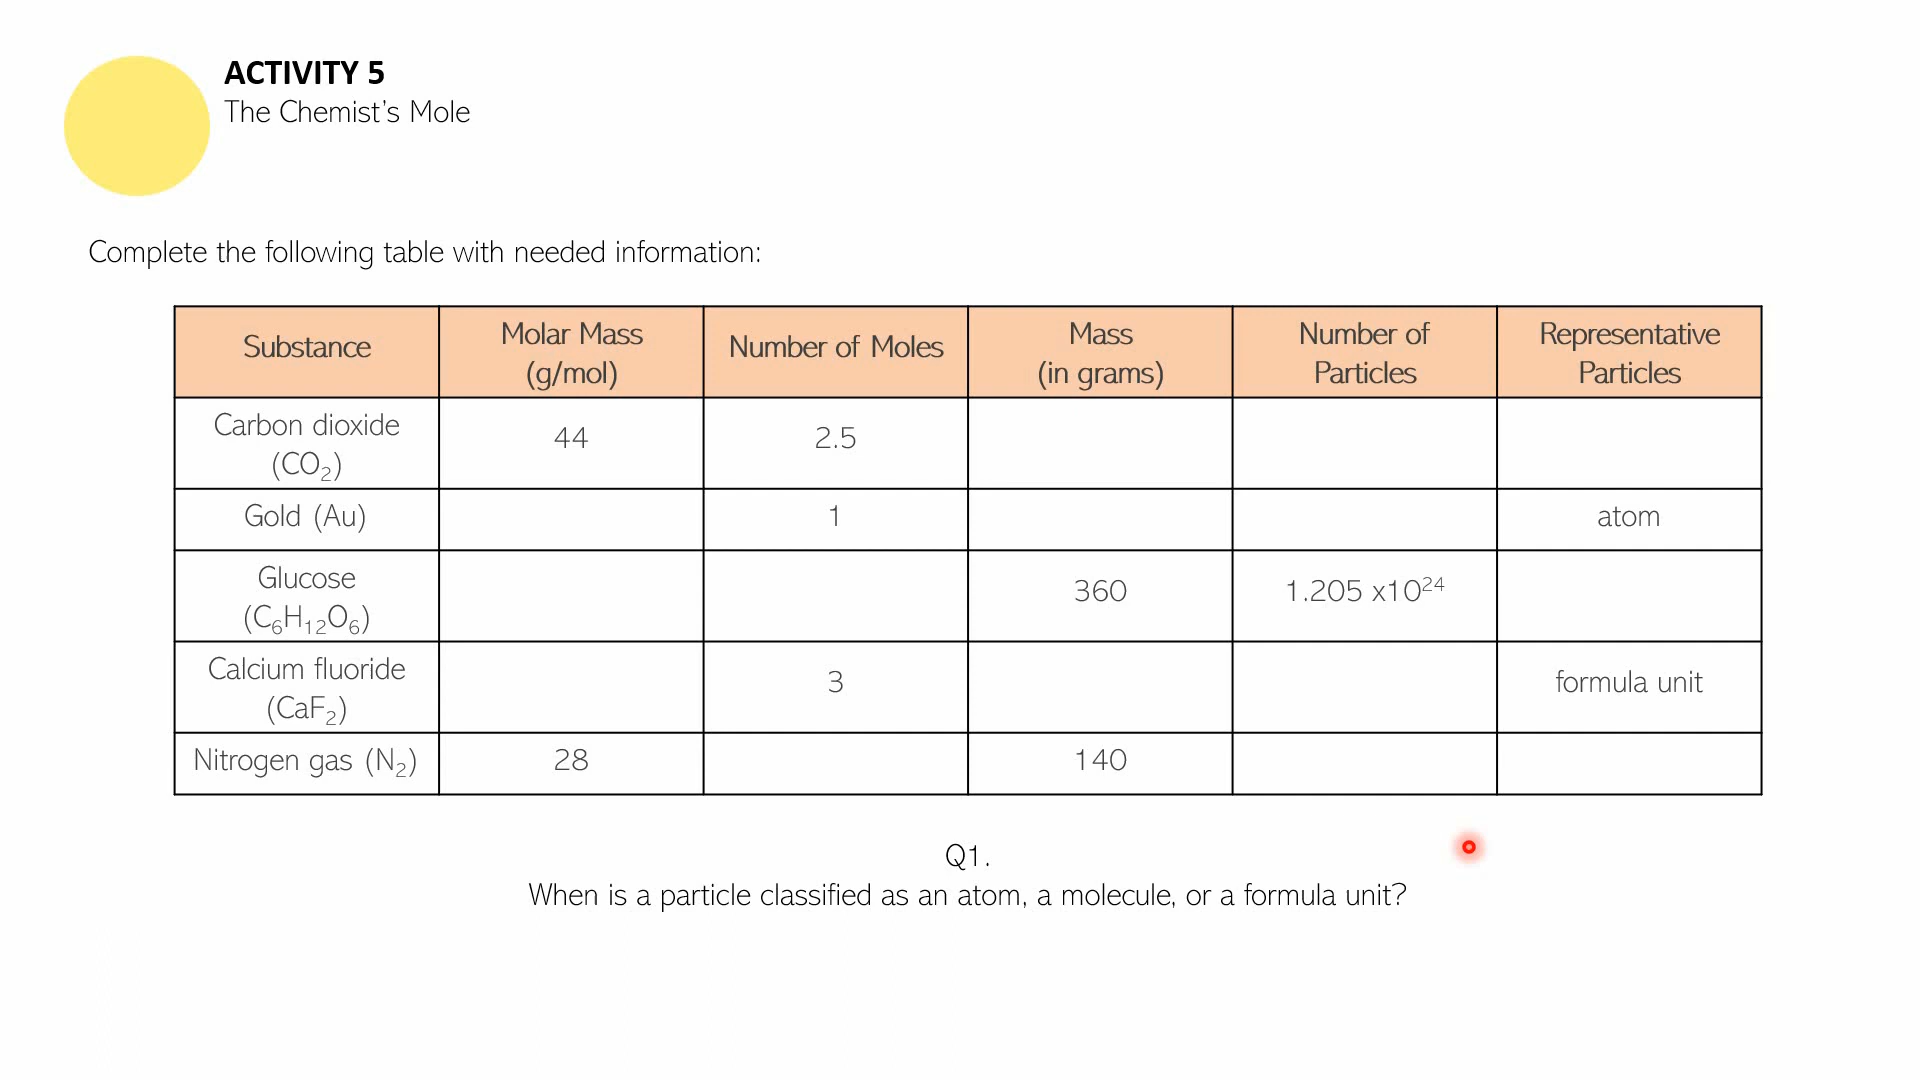 ACTIVITY 5
The Chemist's Mole
Complete the following table with needed information:
Substance | Molar Mass (g/mol) | Number of Moles | Mass (in grams) | Number of Particles | Representative Particles
Carbon dioxide (CO₂) | 44 | 2.5 | | |
Gold (Au) | | 1 | | | atom
Glucose (C₆H₁₂O₆) | | | 360 | 1.205 x10²⁴ |
Calcium fluoride (CaF₂) | | 3 | | | formula unit
Nitrogen gas (N₂) | 28 | | 140 | |
Q1.
When is a particle classified as an atom, a molecule, or a formula unit?